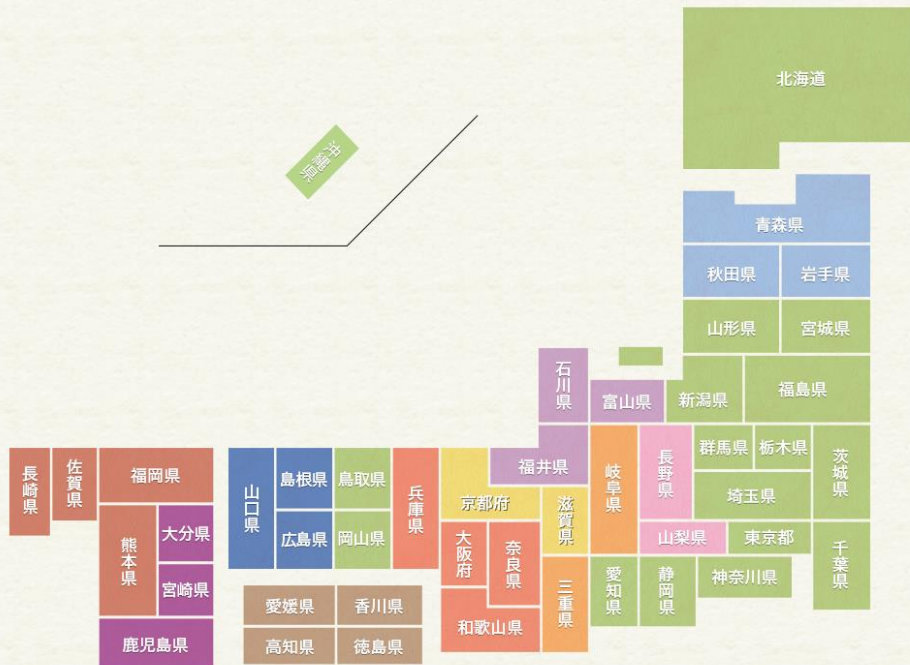 北海道
沖縄県
青森県
秋田県
岩手県
山形県
宮城県
石川県
富山県
新潟県
福島県
長崎県
佐賀県
福岡県
山口県
島根県
鳥取県
兵庫県
京都府
福井県
岐阜県
長野県
群馬県
栃木県
茨城県
埼玉県
熊本県
大分県
広島県
岡山県
大阪府
奈良県
滋賀県
山梨県
東京都
千葉県
宮崎県
愛媛県
香川県
和歌山県
三重県
愛知県
静岡県
神奈川県
鹿児島県
高知県
徳島県